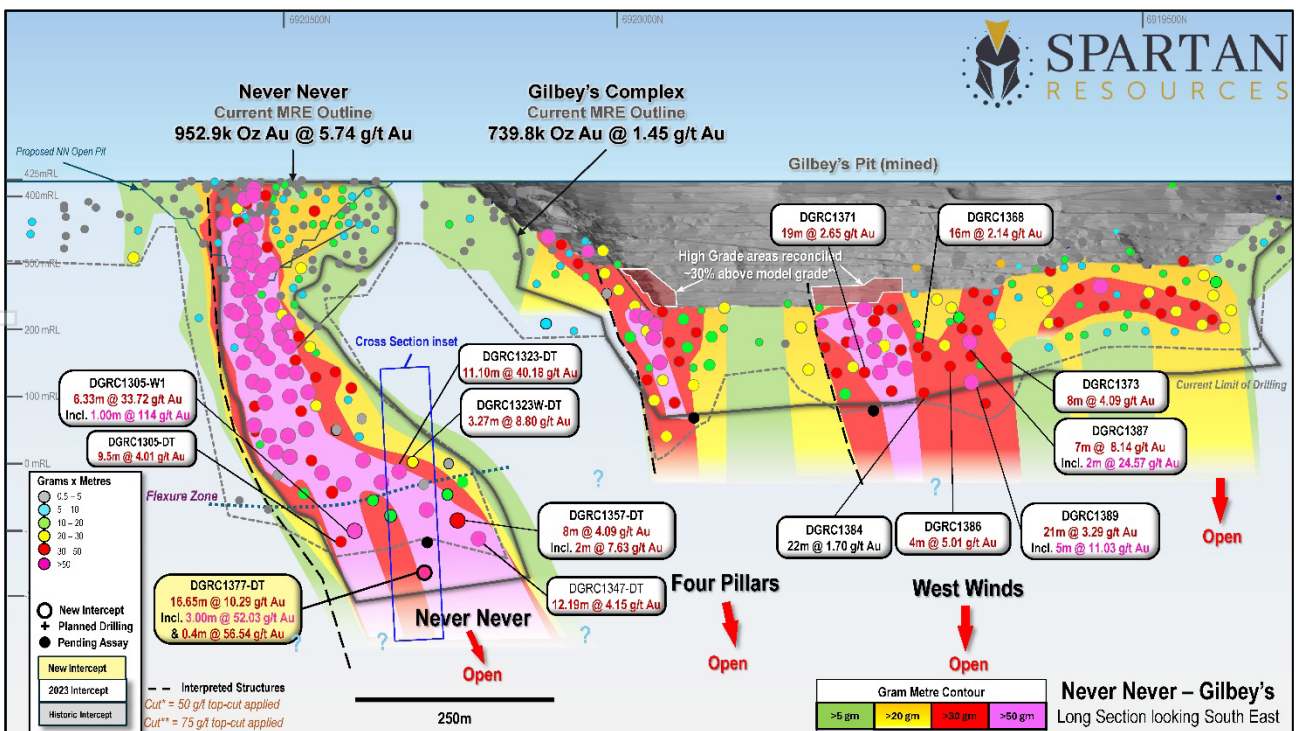 6920500N
6920000N
6919500N
SPARTAN
RESOURCES
Never Never
Current MRE Outline
952.9k Oz Au @ 5.74 g/t Au
Gilbey's Complex
Current MRE Outline
739.8k Oz Au @ 1.45 g/t Au
Proposed NN Open Pit
Gilbey's Pit (mined)
425mRL
400mRL
300mRL
200 mRL
100 mRL
0 mRL
DGRC1371
19m @ 2.65 g/t Au
DGRC1368
16m @ 2.14 g/t Au
High Grade areas reconciled
~30% above model grade*
Cross Section inset
DGRC1323-DT
11.10m @ 40.18 g/t Au
DGRC1323W-DT
3.27m @ 8.80 g/t Au
DGRC1305-W1
6.33m @ 33.72 g/t Au
Incl. 1.00m @ 114 g/t Au
DGRC1305-DT
9.5m @ 4.01 g/t Au
Current Limit of Drilling
DGRC1373
8m @ 4.09 g/t Au
DGRC1387
7m @ 8.14 g/t Au
Incl. 2m @ 24.57 g/t Au
Flexure Zone
?
?
DGRC1357-DT
8m @ 4.09 g/t Au
Incl. 2m @ 7.63 g/t Au
DGRC1384
22m @ 1.70 g/t Au
DGRC1386
4m @ 5.01 g/t Au
DGRC1389
21m @ 3.29 g/t Au
Incl. 5m @ 11.03 g/t Au
Open
DGRC1377-DT
16.65m @ 10.29 g/t Au
Incl. 3.00m @ 52.03 g/t Au
& 0.4m @ 56.54 g/t Au
DGRC1347-DT
12.19m @ 4.15 g/t Au
Never Never
Open
Four Pillars
Open
West Winds
Open
?
?
?
Grams x Metres
0.5 – 5
5 10
10 – 20
20 – 30
30 60
>50
New Intercept
Planned Drilling
Pending Assay
New Intercept
2023 Intercept
Historic Intercept
Interpreted Structures
Cut* = 50 g/t top-cut applied
Cut** = 75 g/t top-cut applied
250m
Gram Metre Contour
>5 gm
>20 gm
>30 gm
>50 gm
Never Never – Gilbey's
Long Section looking South East